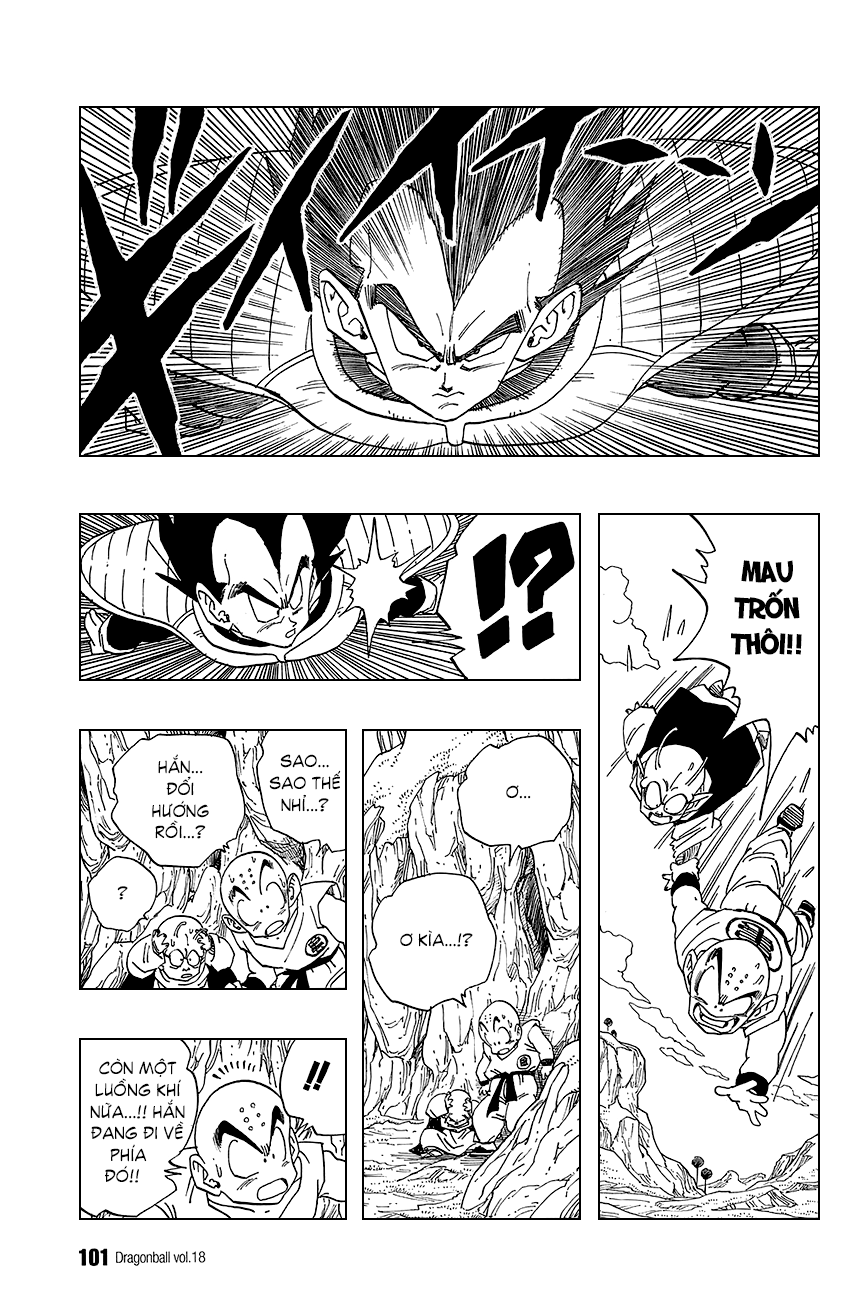 MAU
TRỐN
THÔI!!
!?
Ơ...
Ơ KÌA...!?
SAO...
SAO THẾ
NHỈ...?
HẮN...
ĐỔI
HƯỚNG
RỒI...?
?
!!
CÒN MỘT
LUỒNG KHÍ
NỮA...!! HẮN
ĐANG ĐI VỀ
PHÍA
ĐÓ!!
101 Dragonball vol.18